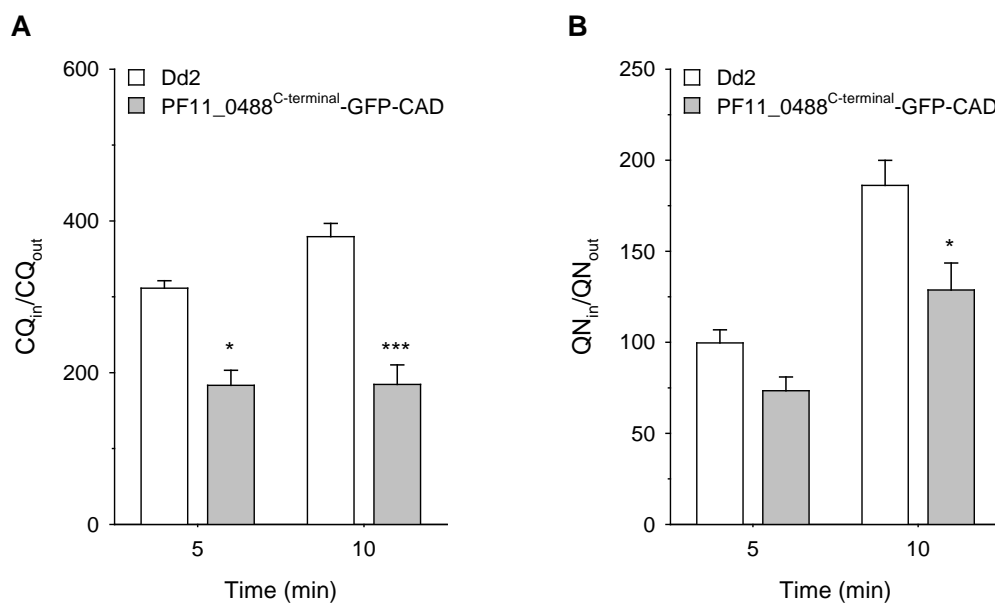 A
600
400
200
0
CQin/CQout
Dd2
PF11_0488C-terminal-GFP-CAD
*
***
5
10
Time (min)
B
250
200
150
100
50
0
QNin/QNout
Dd2
PF11_0488C-terminal-GFP-CAD
*
5
10
Time (min)